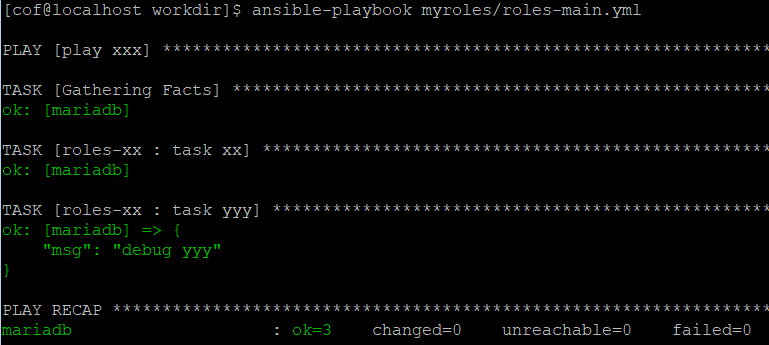 [cof@localhost workdir]$ ansible-playbook myroles/roles-main.yml
PLAY [play xxx] *************************************************************
TASK [Gathering Facts] ******************************************************
ok: [mariadb]
TASK [roles-xx : task xx] ***************************************************
ok: [mariadb]
TASK [roles-xx : task yyy] **************************************************
ok: [mariadb] => {
    "msg": "debug yyy"
}
PLAY RECAP ******************************************************************
mariadb                    : ok=3    changed=0    unreachable=0    failed=0